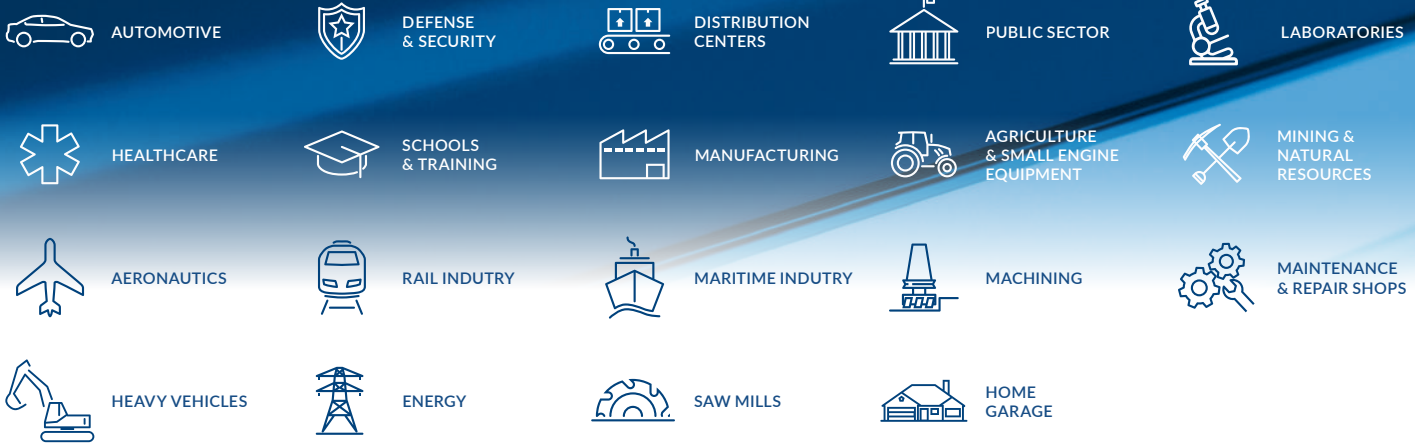 AUTOMOTIVE
DEFENSE
& SECURITY
DISTRIBUTION
CENTERS
PUBLIC SECTOR
LABORATORIES
HEALTHCARE
SCHOOLS
& TRAINING
MANUFACTURING
AGRICULTURE
& SMALL ENGINE
EQUIPMENT
MINING &
NATURAL
RESOURCES
AERONAUTICS
RAIL INDUTRY
MARITIME INDUTRY
MACHINING
MAINTENANCE
& REPAIR SHOPS
HEAVY VEHICLES
ENERGY
SAW MILLS
HOME
GARAGE